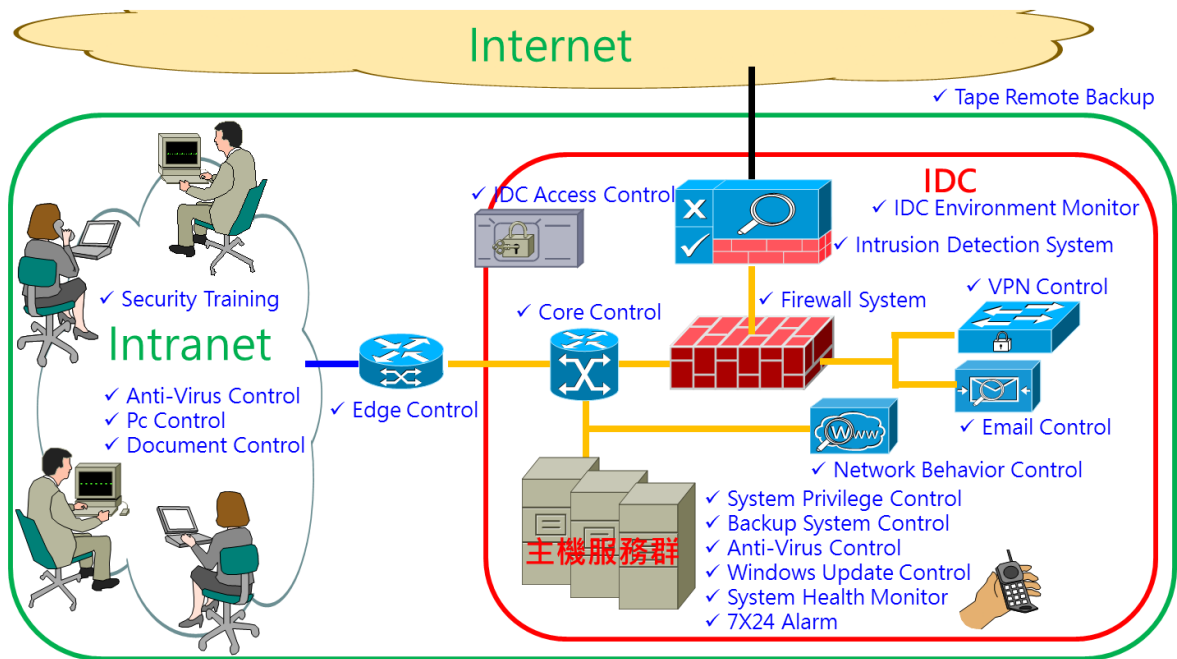 Internet
✓ Tape Remote Backup
IDC
✓ IDC Access Control
✓ IDC Environment Monitor
✓ Intrusion Detection System
✓ Security Training
Intranet
✓ Anti-Virus Control
✓ Pc Control
✓ Document Control
✓ Edge Control
✓ Core Control
✓ Firewall System
✓ VPN Control
✓ Email Control
WWW
✓ Network Behavior Control
主機服務群
✓ System Privilege Control
✓ Backup System Control
✓ Anti-Virus Control
✓ Windows Update Control
✓ System Health Monitor
✓ 7X24 Alarm